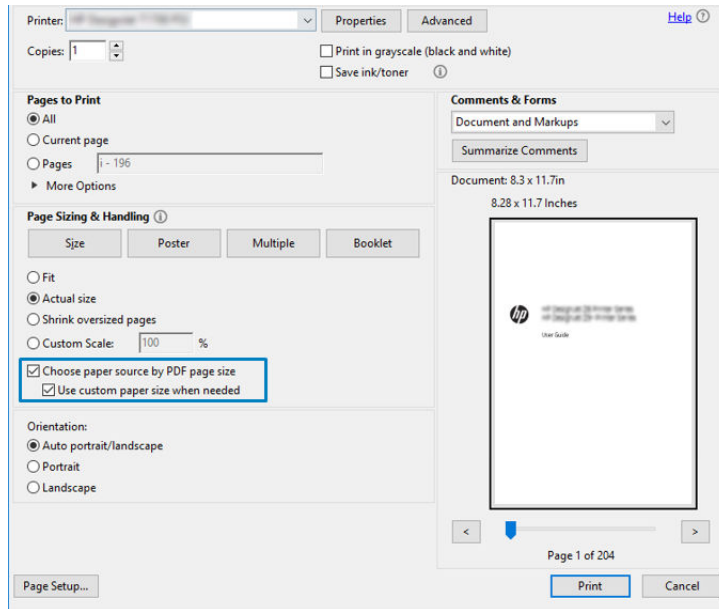 Printer:
Properties
Advanced
Help
Copies: 1
Print in grayscale (black and white)
Save ink/toner
Pages to Print
All
Current page
Pages i - 196
More Options
Comments & Forms
Document and Markups
Summarize Comments
Page Sizing & Handling
Size
Poster
Multiple
Booklet
Fit
Actual size
Shrink oversized pages
Custom Scale: 100 %
Choose paper source by PDF page size
Use custom paper size when needed
Orientation:
Auto portrait/landscape
Portrait
Landscape
Document: 8.3 x 11.7in
8.28 x 11.7 Inches
hp
User Guide
<
>
Page 1 of 204
Page Setup...
Print
Cancel